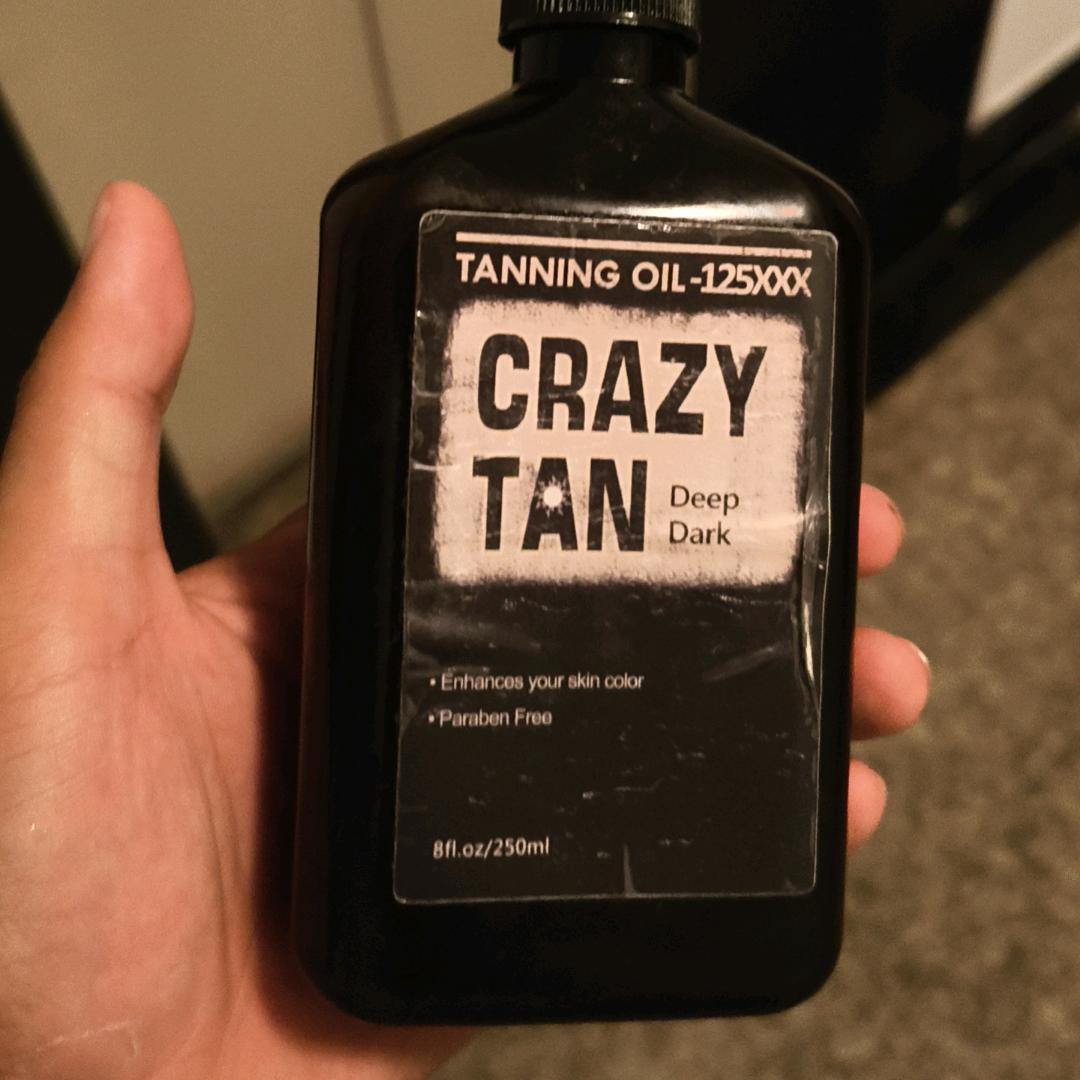 TANNING OIL-125XXX
CRAZY
TAN
Deep
Dark
• Enhances your skin color
• Paraben Free
8fl.oz/250ml